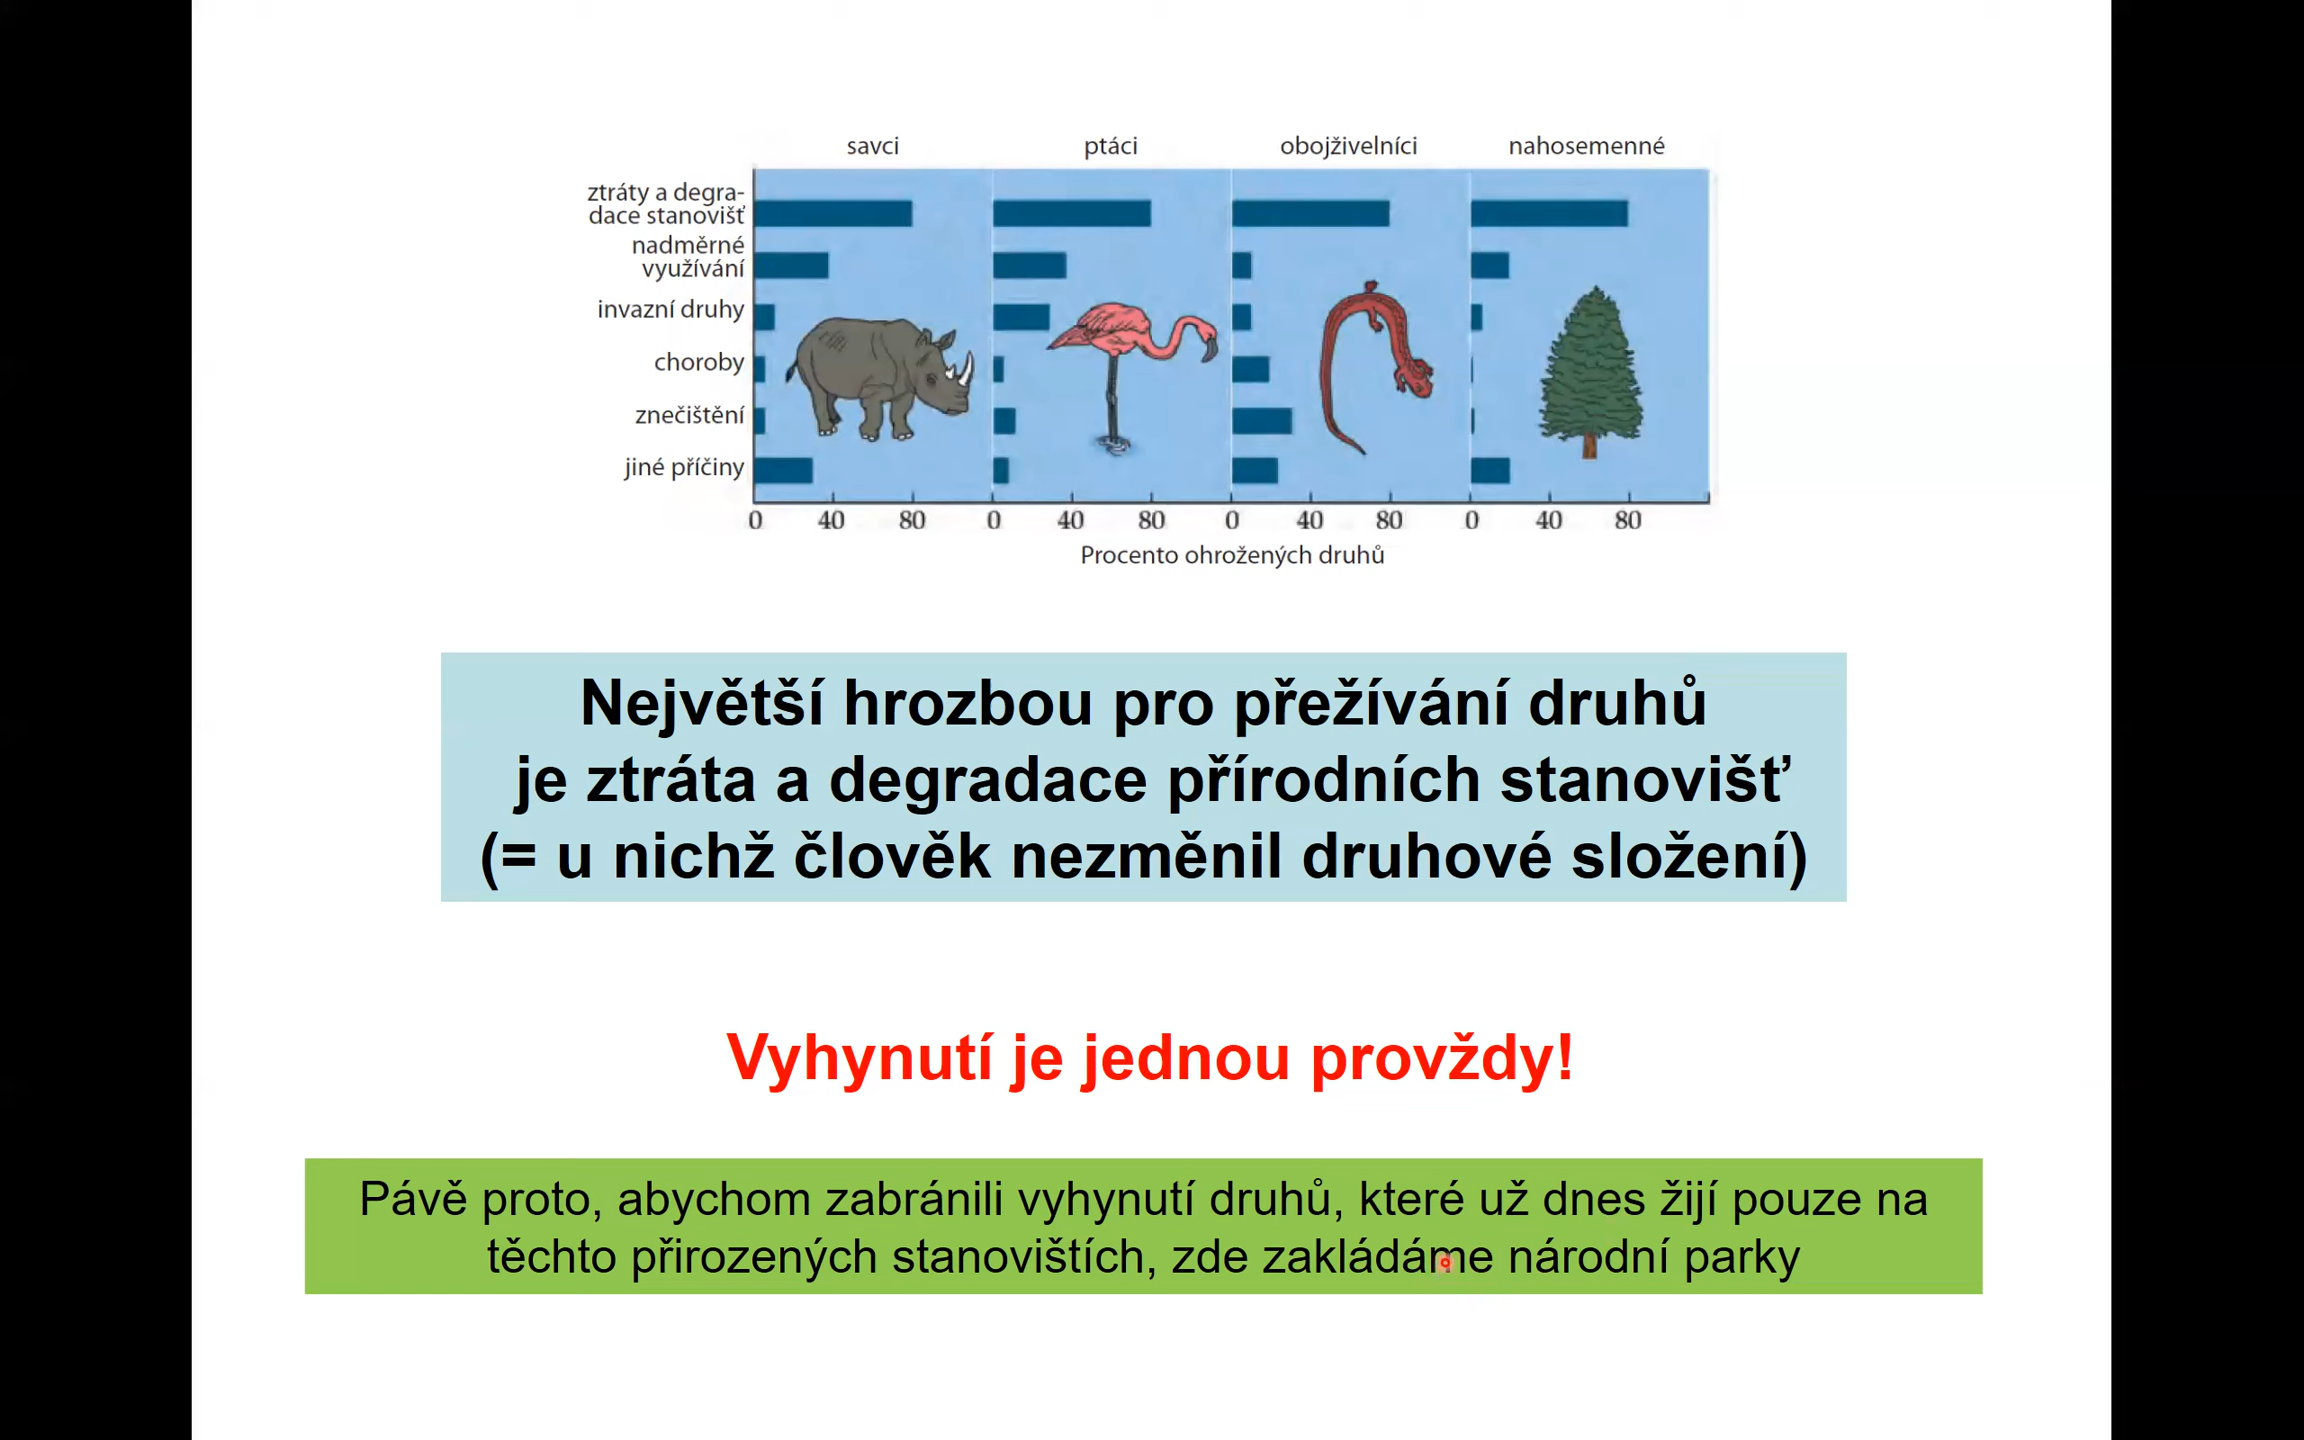 savci ptáci obojživelníci nahosemenné
ztráty a degra-
dace stanovišť
nadměrné
využívání
invazní druhy
choroby
znečištění
jiné příčiny
0 40 80 0 40 80 0 40 80 0 40 80
Procento ohrožených druhů
Největší hrozbou pro přežívání druhů
je ztráta a degradace přírodních stanovišť
(= u nichž člověk nezměnil druhové složení)
Vyhynutí je jednou provždy!
Pávě proto, abychom zabránili vyhynutí druhů, které už dnes žijí pouze na
těchto přirozených stanovištích, zde zakládáme národní parky